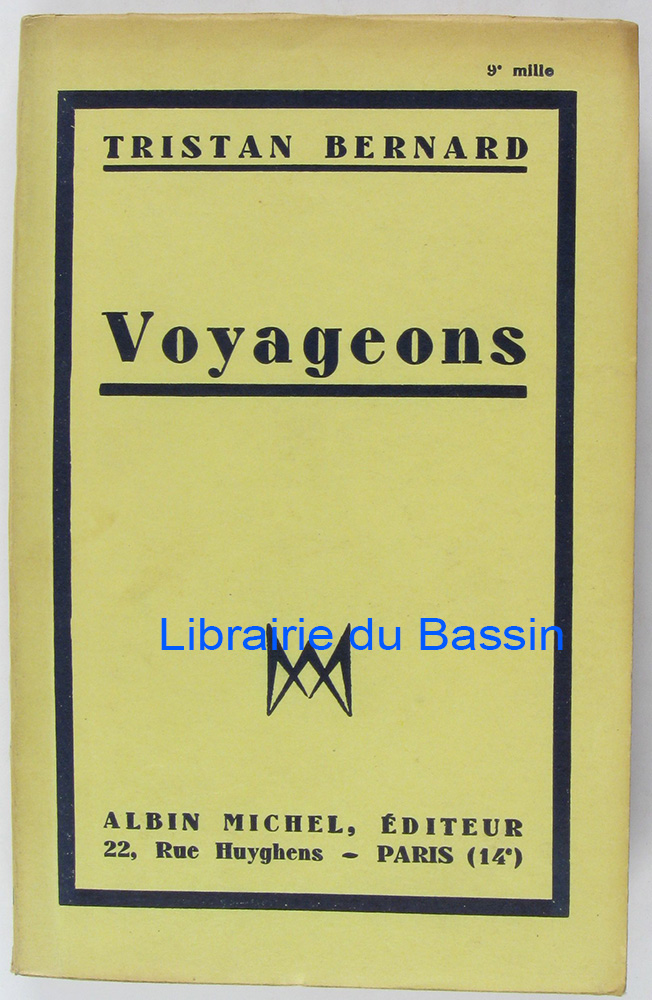 9e mille
TRISTAN BERNARD
Voyageons
Librairie du Bassin
ALBIN MICHEL, ÉDITEUR
22, Rue Huyghens - PARIS (14e)